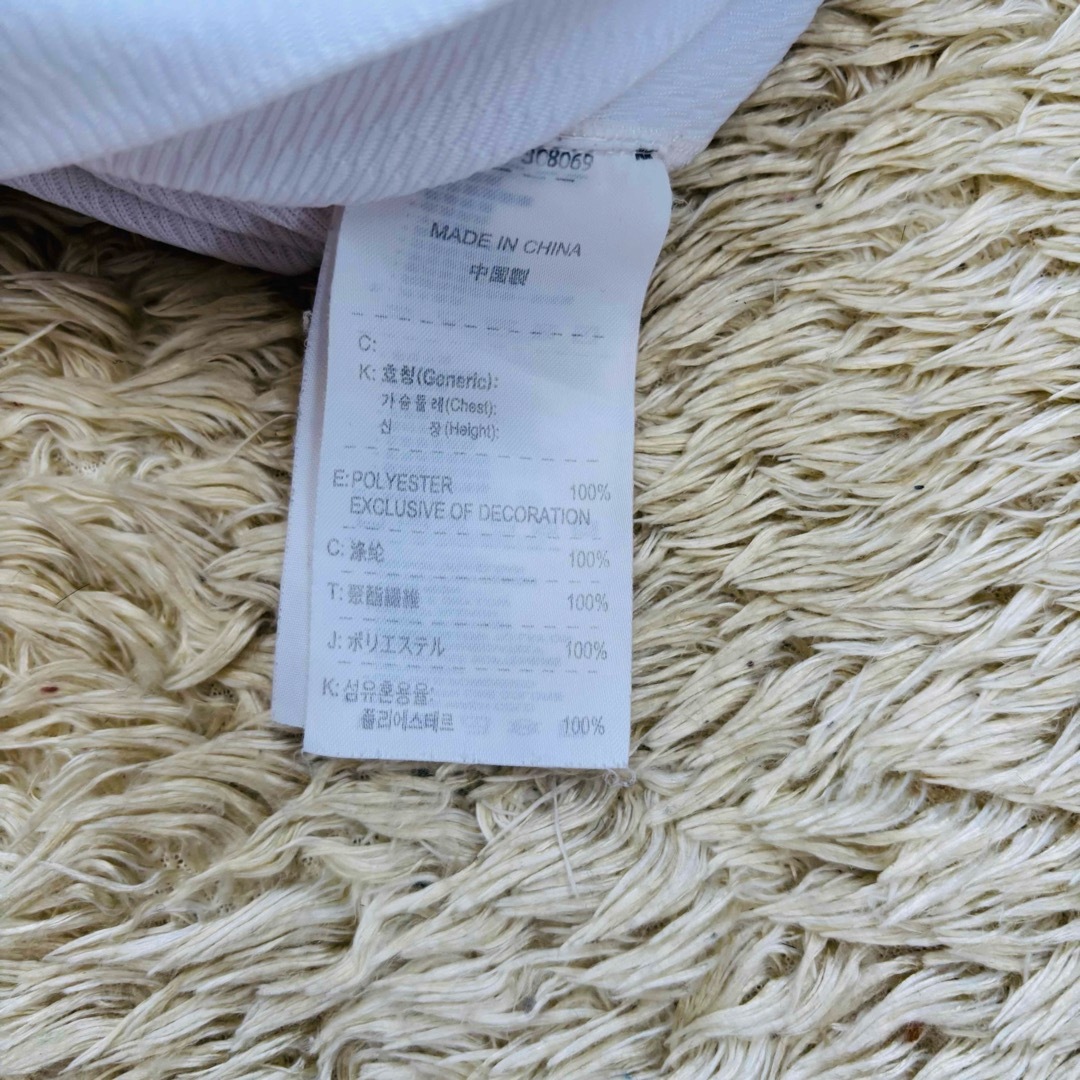 JC8069
MADE IN CHINA
中國製
C:
K: 호칭(Generic):
가슴둘레(Chest):
신 장(Height):
E: POLYESTER 100%
EXCLUSIVE OF DECORATION
C: 涤纶 100%
T: 聚酯纖維 100%
J: ポリエステル 100%
K: 섬유혼용율:
폴리에스테르 100%